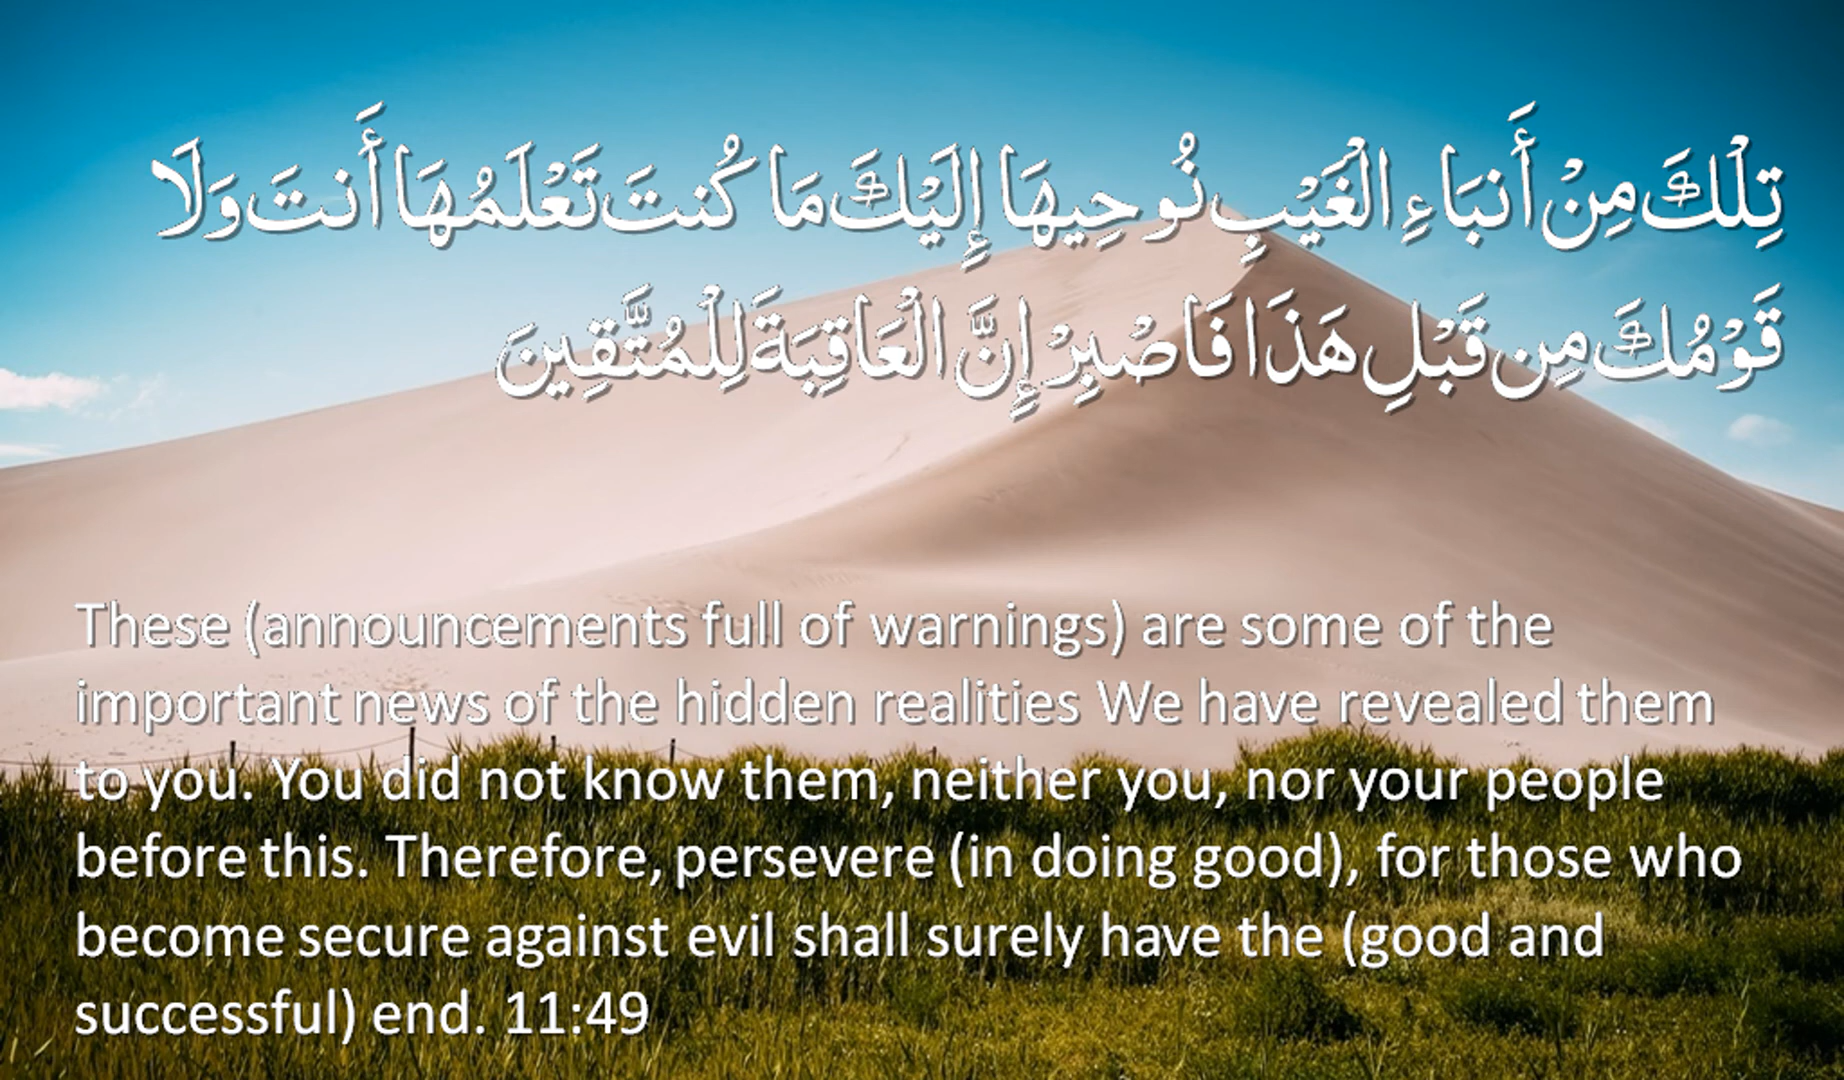 تِلْكَ مِنْ أَنبَاءِ الْغَيْبِ نُوحِيهَا إِلَيْكَ مَا كُنتَ تَعْلَمُهَا أَنتَ وَلَا
قَوْمُكَ مِن قَبْلِ هَذَا فَاصْبِرْ إِنَّ الْعَاقِبَةَ لِلْمُتَّقِينَ
These (announcements full of warnings) are some of the
important news of the hidden realities We have revealed them
to you. You did not know them, neither you, nor your people
before this. Therefore, persevere (in doing good), for those who
become secure against evil shall surely have the (good and
successful) end. 11:49